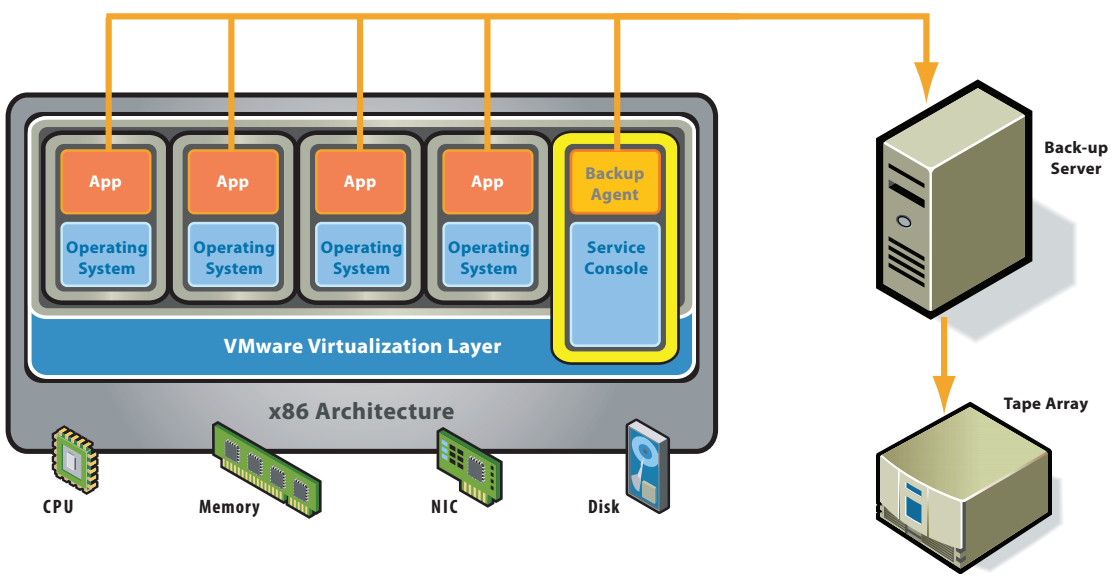 App
App
App
App
Backup
Agent
Operating
System
Operating
System
Operating
System
Operating
System
Service
Console
VMware Virtualization Layer
x86 Architecture
CPU
Memory
NIC
Disk
Back-up
Server
Tape Array